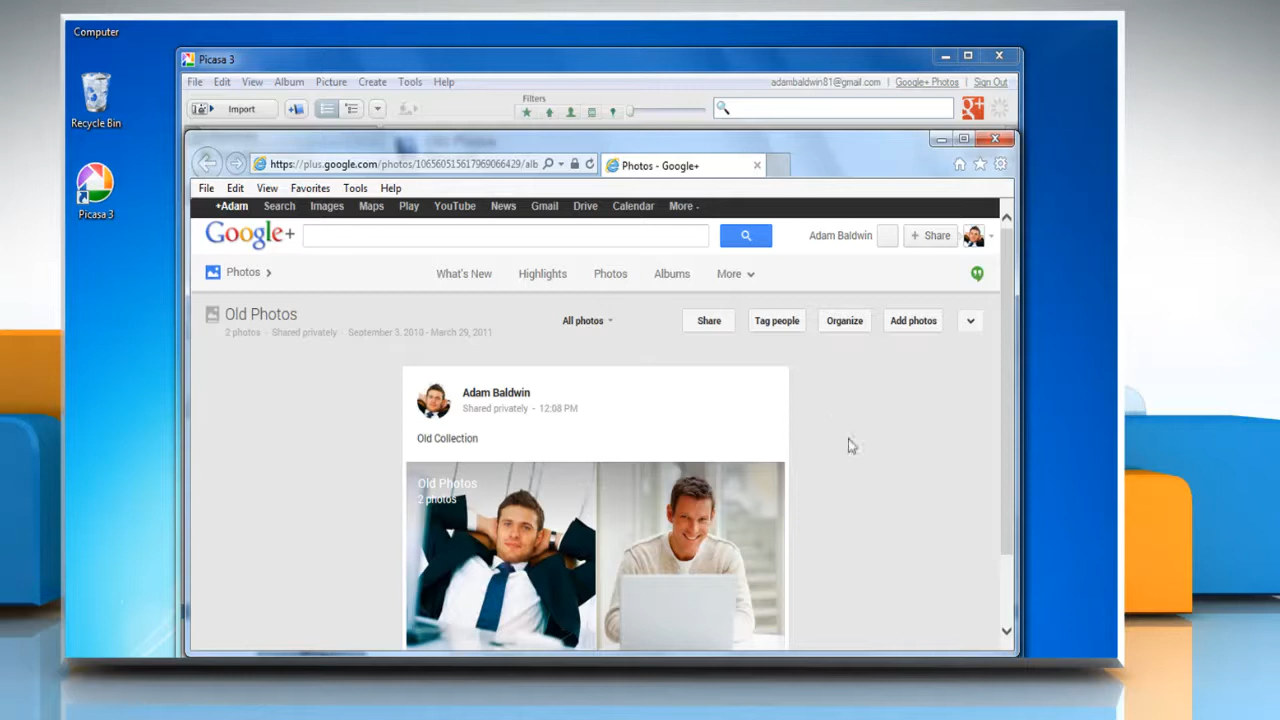 Computer
Recycle Bin
Picasa 3
Picasa 3
File Edit View Album Picture Create Tools Help
adambaldwin81@gmail.com Google+ Photos Sign Out
Import
Filters
https://plus.google.com/photos/106560515617969066429/alb
Photos - Google+
File Edit View Favorites Tools Help
+Adam Search Images Maps Play YouTube News Gmail Drive Calendar More
Google+
Adam Baldwin
+ Share
Photos
What's New Highlights Photos Albums More
Old Photos
2 photos - Shared privately - September 3, 2010 - March 29, 2011
All photos
Share Tag people Organize Add photos
Adam Baldwin
Shared privately - 12:08 PM
Old Collection
Old Photos
2 photos